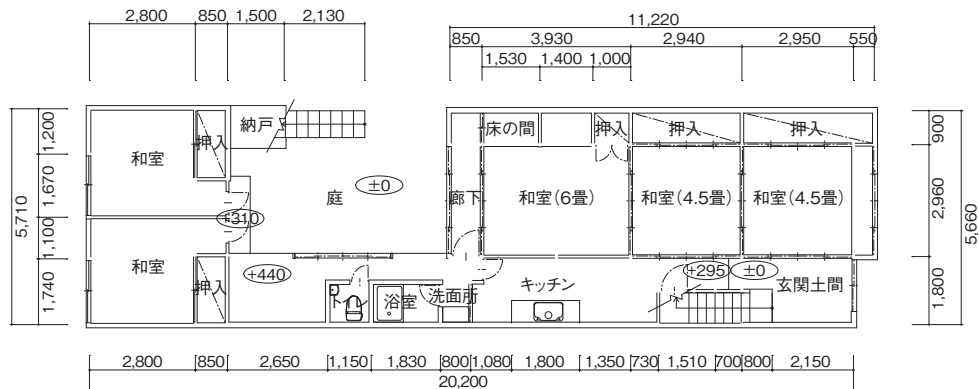 2,800 850 1,500 2,130
11,220
850 3,930 2,940 2,950 550
1,530 1,400 1,000
納戸
床の間 押入 押入 押入
押入
和室
庭
±0
廊下
和室(6畳) 和室(4.5畳) 和室(4.5畳)
+310
和室
押入
+440
トイレ
浴室
洗面所
キッチン
+295
±0
玄関土間
5,710
1,200
1,670
1,100
1,740
900
2,960
1,800
5,660
2,800 850 2,650 1,150 1,830 800 1,080 1,800 1,350 730 1,510 700 800 2,150
20,200